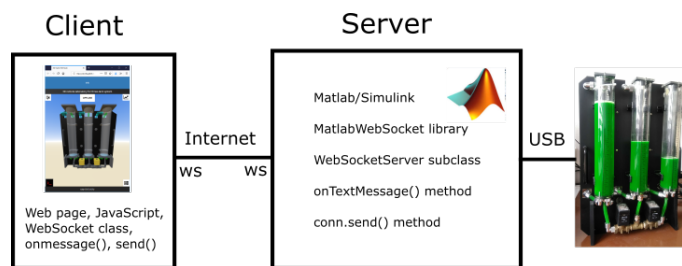 Client
Server
Web page, JavaScript,
WebSocket class,
onmessage(), send()
Internet
ws
ws
Matlab/Simulink
MatlabWebSocket library
WebSocketServer subclass
onTextMessage() method
conn.send() method
USB